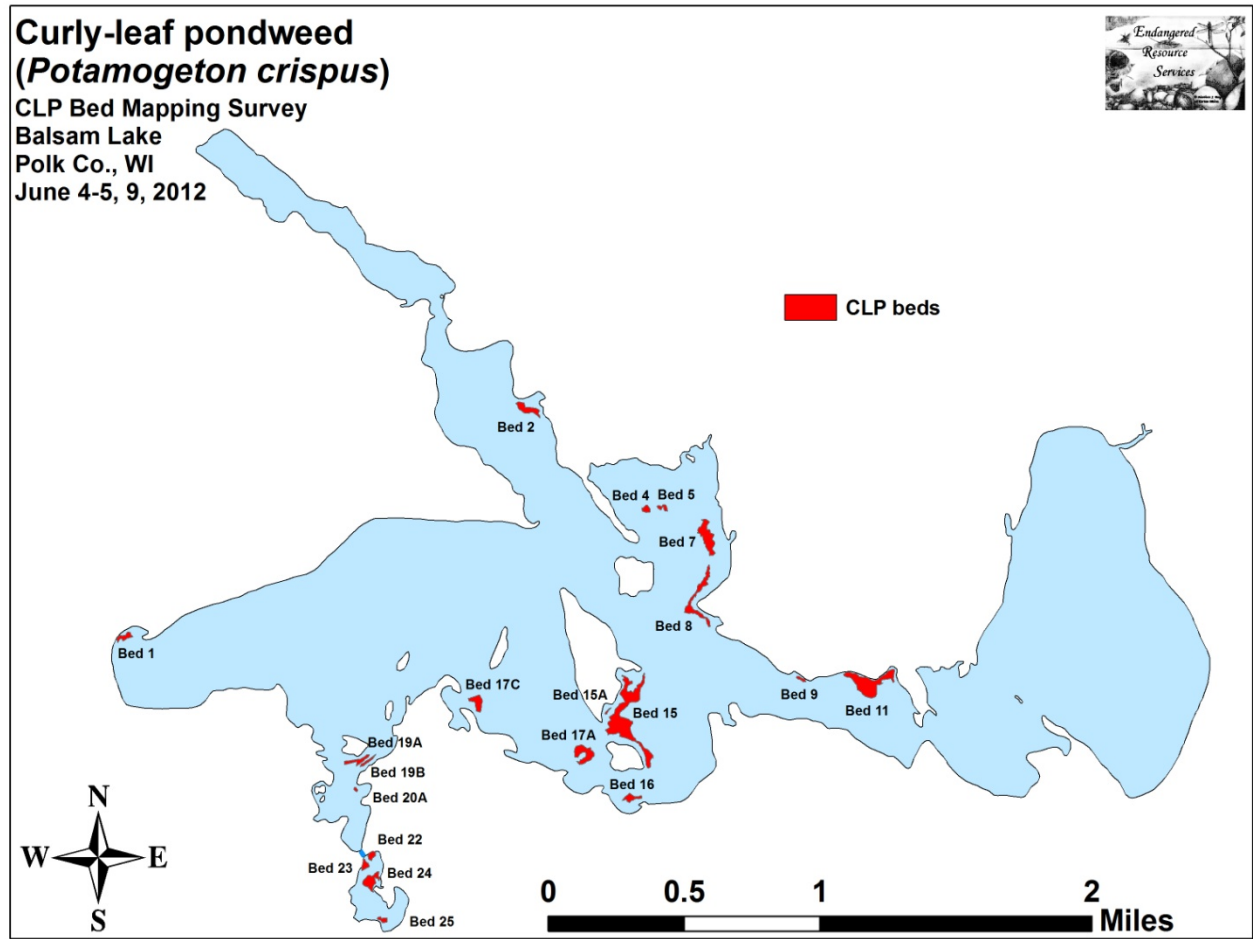 Curly-leaf pondweed
(Potamogeton crispus)
CLP Bed Mapping Survey
Balsam Lake
Polk Co., WI
June 4-5, 9, 2012
Endangered
Resource
Services
CLP beds
Bed 2
Bed 4
Bed 5
Bed 7
Bed 8
Bed 1
Bed 17C
Bed 15A
Bed 15
Bed 9
Bed 11
Bed 17A
Bed 19A
Bed 19B
Bed 16
Bed 20A
Bed 22
Bed 23
Bed 24
Bed 25
N
W
E
S
0
0.5
1
2
Miles